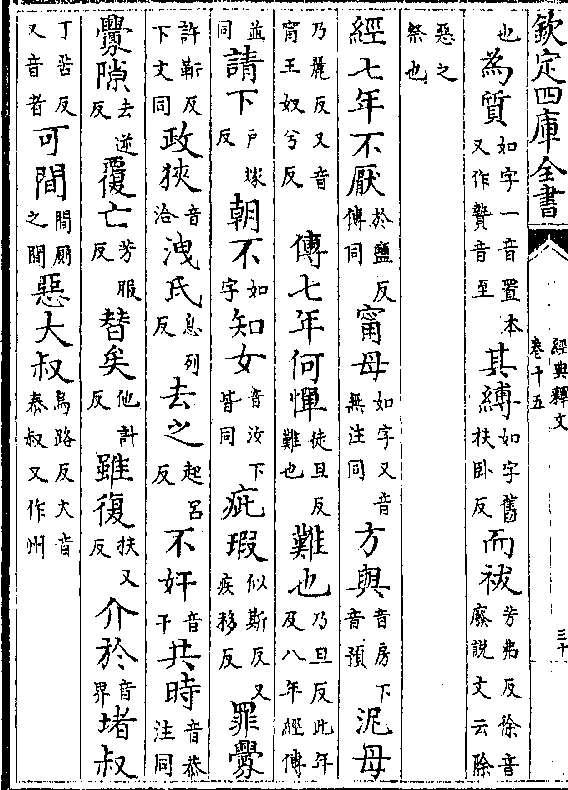 欽定四庫全書 經典釋文 卷十五 三十
也 為質 如字一音置本又作贄音至 其縛 如字舊扶卧反 而祓 芳弗反徐音廢說文云除
惡之祭也
經七年不厭 於鹽反傳同 甯母 如字又音無注同 方與 音房下音預 泥母
乃麗反又音甯王奴兮反 傳七年何憚 徒旦反難也 難也 乃旦反此年及八年經傳
並同 請下 戶嫁反 朝不 如字 知女 音汝下皆同 疵瑕 似斯反又疾移反 罪釁
許靳反下文同 政狹 音洽 洩氏 息列反 去之 起呂反 不奸 音干 共時 音恭注同
釁隙 去逆反 覆亡 芳服反 替矣 他計反 雖復 扶又反 介於 音界 堵叔
丁反又音者 可間 間厠之間 惡大叔 烏路反大音泰叔又作州